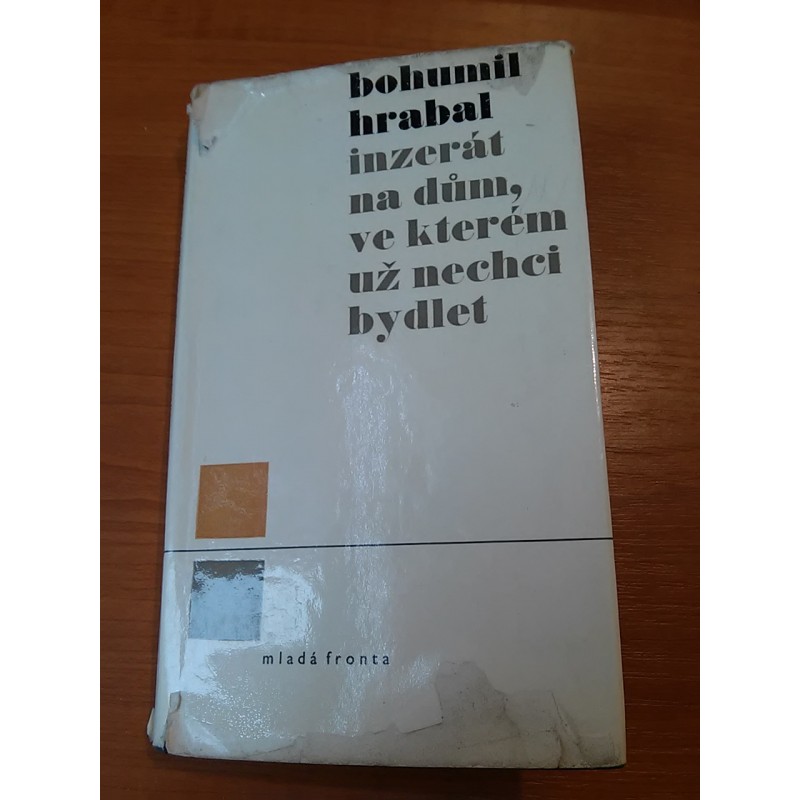 bohumil
hrabal
inzerát
na dům,
ve kterém
už nechci
bydlet
mladá fronta